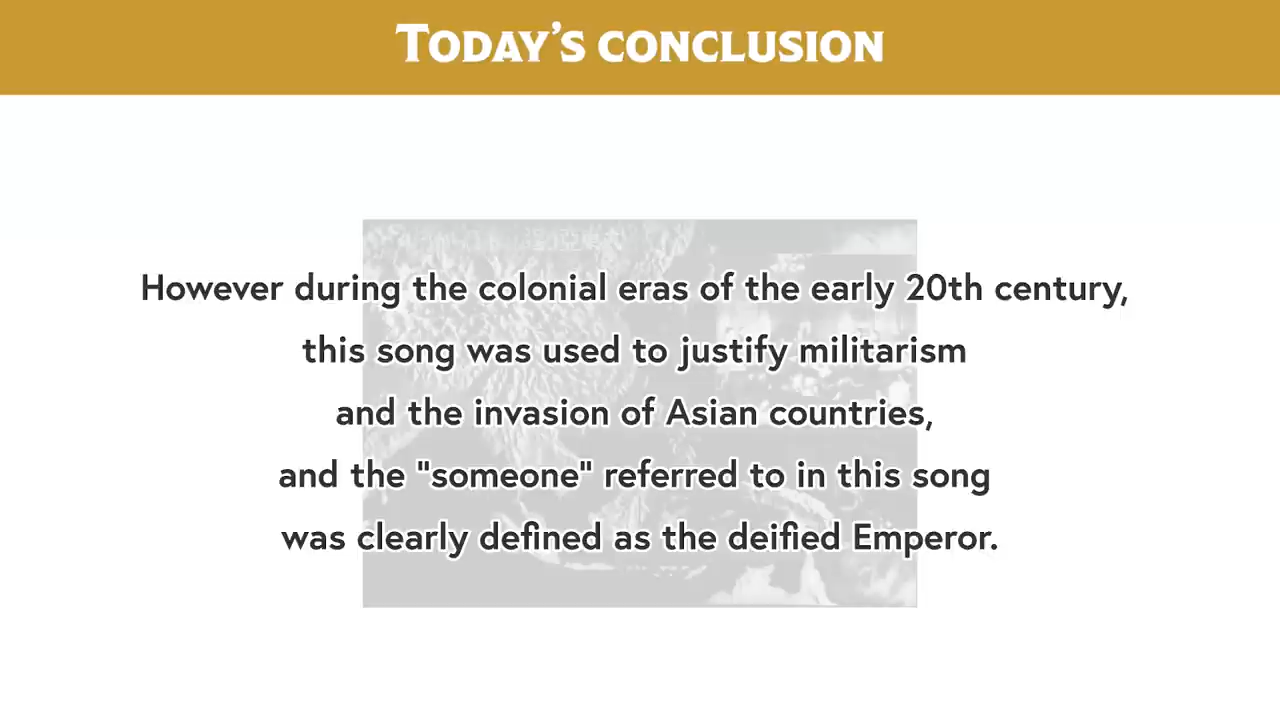 Today's conclusion
However during the colonial eras of the early 20th century,
this song was used to justify militarism
and the invasion of Asian countries,
and the "someone" referred to in this song
was clearly defined as the deified Emperor.